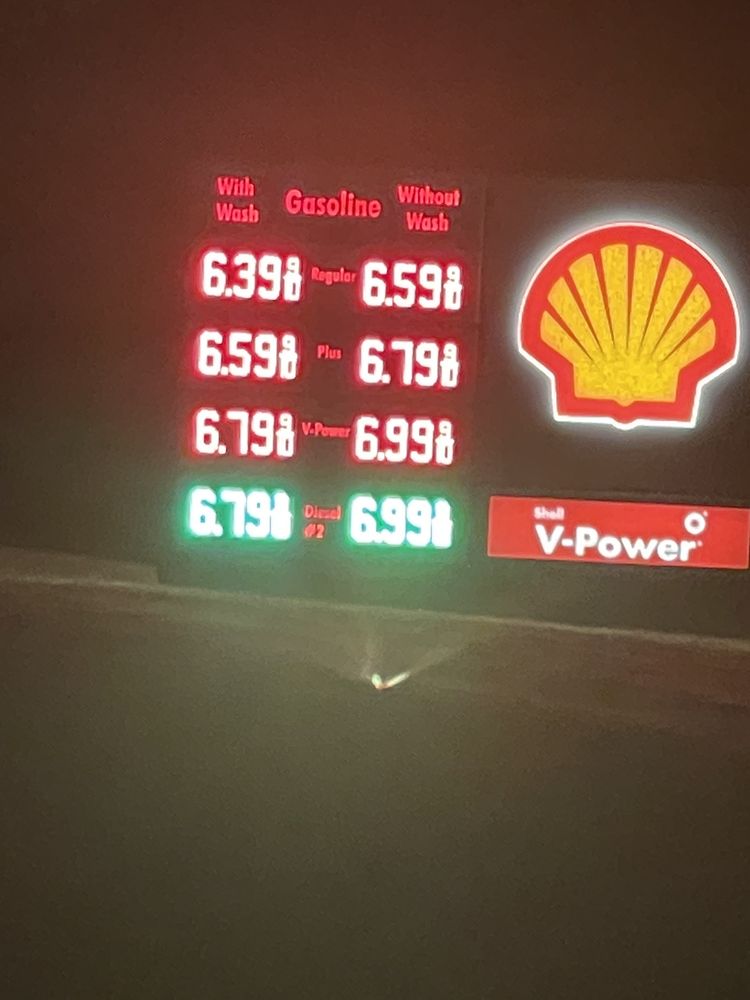 With Wash Gasoline Without Wash
6.39 9/10 Regular 6.59 9/10
6.59 9/10 Plus 6.79 9/10
6.79 9/10 V-Power 6.99 9/10
6.79 9/10 Diesel #2 6.99 9/10
Shell
V-Power